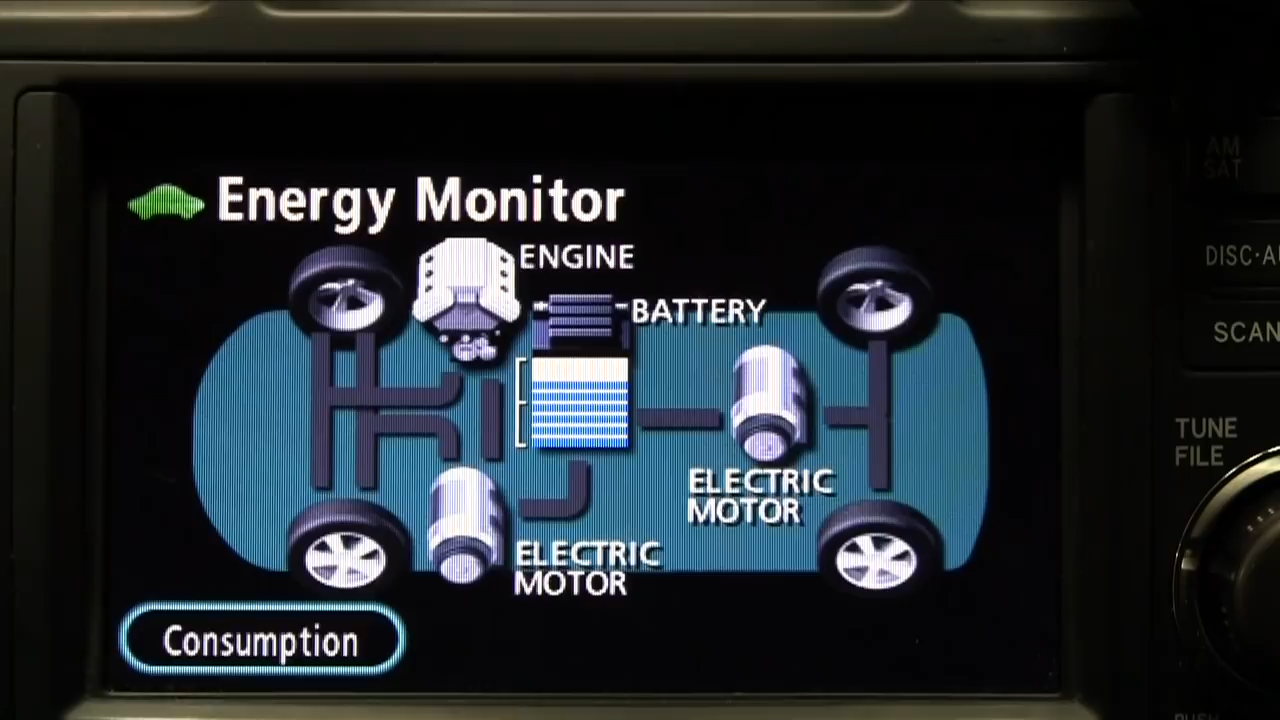 Energy Monitor
ENGINE
BATTERY
ELECTRIC
MOTOR
ELECTRIC
MOTOR
Consumption
AM
SAT
DISC·AU
SCAN
TUNE
FILE